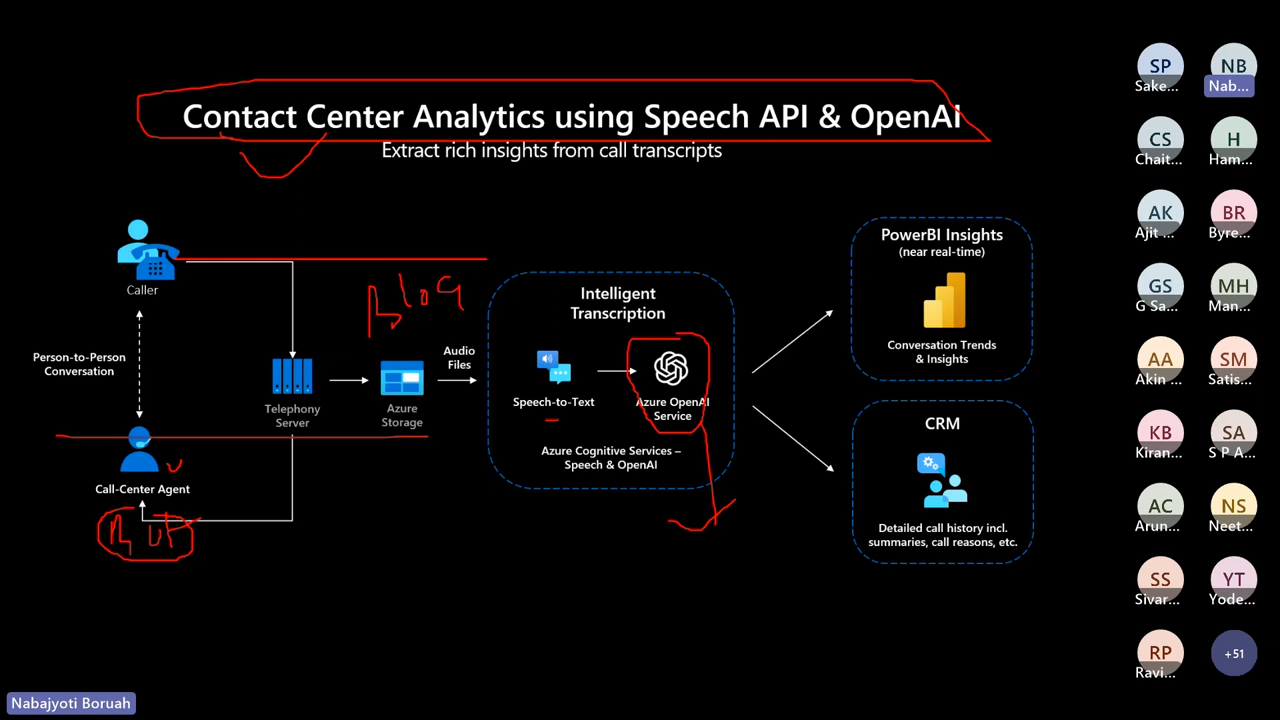 Contact Center Analytics using Speech API & OpenAI
Extract rich insights from call transcripts
Caller
Person-to-Person
Conversation
Call-Center Agent
Telephony
Server
Azure
Storage
Blog
Audio
Files
Intelligent
Transcription
Speech-to-Text
Azure OpenAI
Service
Azure Cognitive Services –
Speech & OpenAI
PowerBI Insights
(near real-time)
Conversation Trends
& Insights
CRM
Detailed call history incl.
summaries, call reasons, etc.
SP
Sake...
NB
Nab...
CS
Chait...
H
Ham...
AK
Ajit ...
BR
Byre...
GS
G Sa...
MH
Man...
AA
Akin ...
SM
Satis...
KB
Kiran...
SA
S P A...
AC
Arun...
NS
Neet...
SS
Sivar...
YT
Yode...
RP
Ravi...
+51
Nabajyoti Boruah